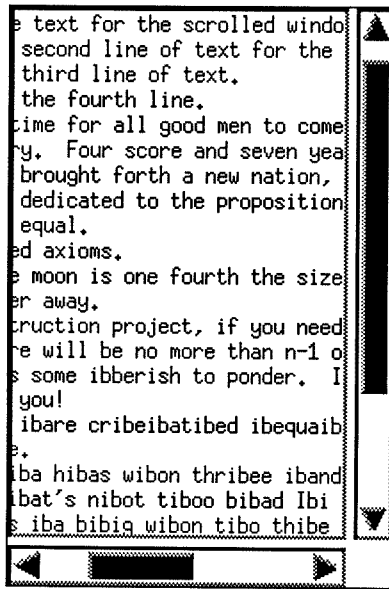 e text for the scrolled windo
second line of text for the
third line of text.
the fourth line.
time for all good men to come
ry.  Four score and seven yea
brought forth a new nation,
dedicated to the proposition
equal.
ed axioms.
e moon is one fourth the size
er away.
truction project, if you need
re will be no more than n-1 o
s some ibberish to ponder.  I
you!
ibare cribeibatibed ibequaib
e.
iba hibas wibon thribee iband
ibat's nibot tiboo bibad Ibi
s iba bibig wibon tibo thibe